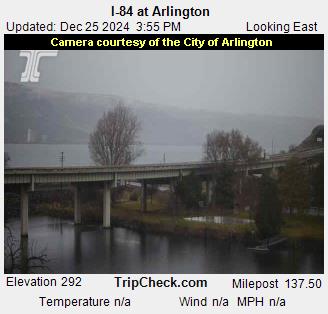 I-84 at Arlington
Updated: Dec 25 2024 3:55 PM Looking East
Camera courtesy of the City of Arlington
Elevation 292 TripCheck.com Milepost 137.50
Temperature n/a Wind n/a MPH n/a